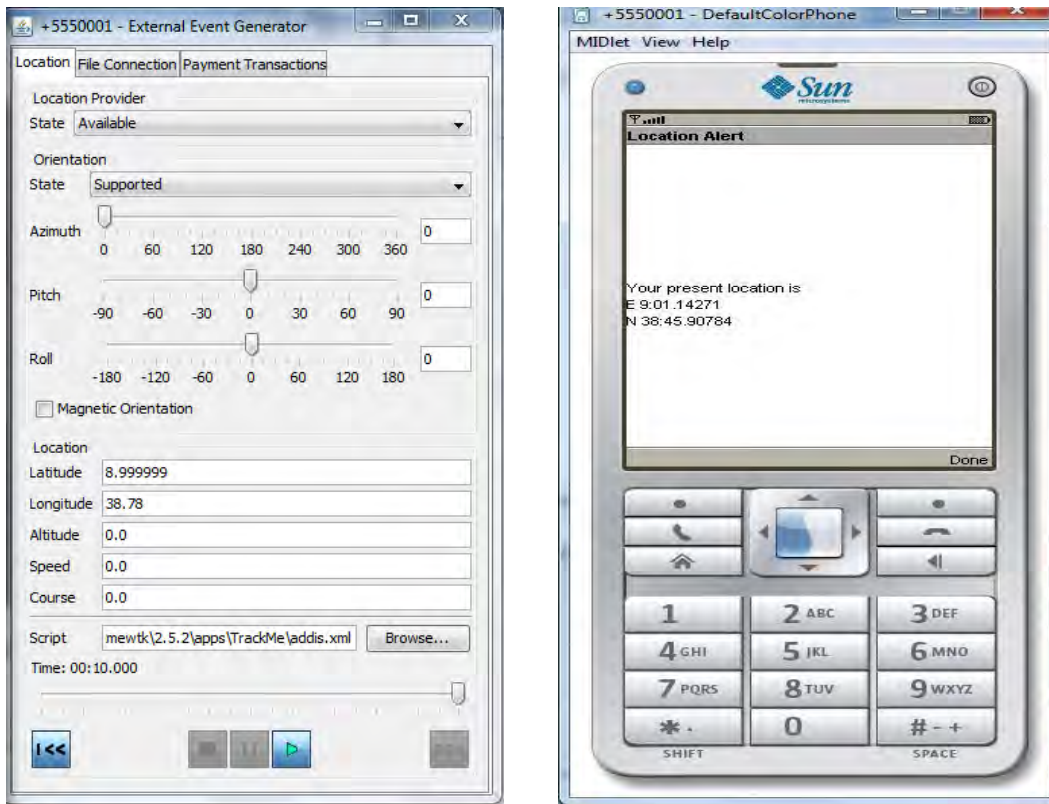 +5550001 - External Event Generator
Location File Connection Payment Transactions
Location Provider
State Available
Orientation
State Supported
Azimuth 0
0 60 120 180 240 300 360
Pitch 0
-90 -60 -30 0 30 60 90
Roll 0
-180 -120 -60 0 60 120 180
Magnetic Orientation
Location
Latitude 8.999999
Longitude 38.78
Altitude 0.0
Speed 0.0
Course 0.0
Script mewtk\2.5.2\apps\TrackMe\addis.xml Browse...
Time: 00:10.000
I<<
+5550001 - DefaultColorPhone
MIDlet View Help
Sun
microsystems
Location Alert
Your present location is
E 9:01.14271
N 38:45.90784
Done
1 2 ABC 3 DEF
4 GHI 5 JKL 6 MNO
7 PQRS 8 TUV 9 WXYZ
* . 0 # - +
SHIFT SPACE